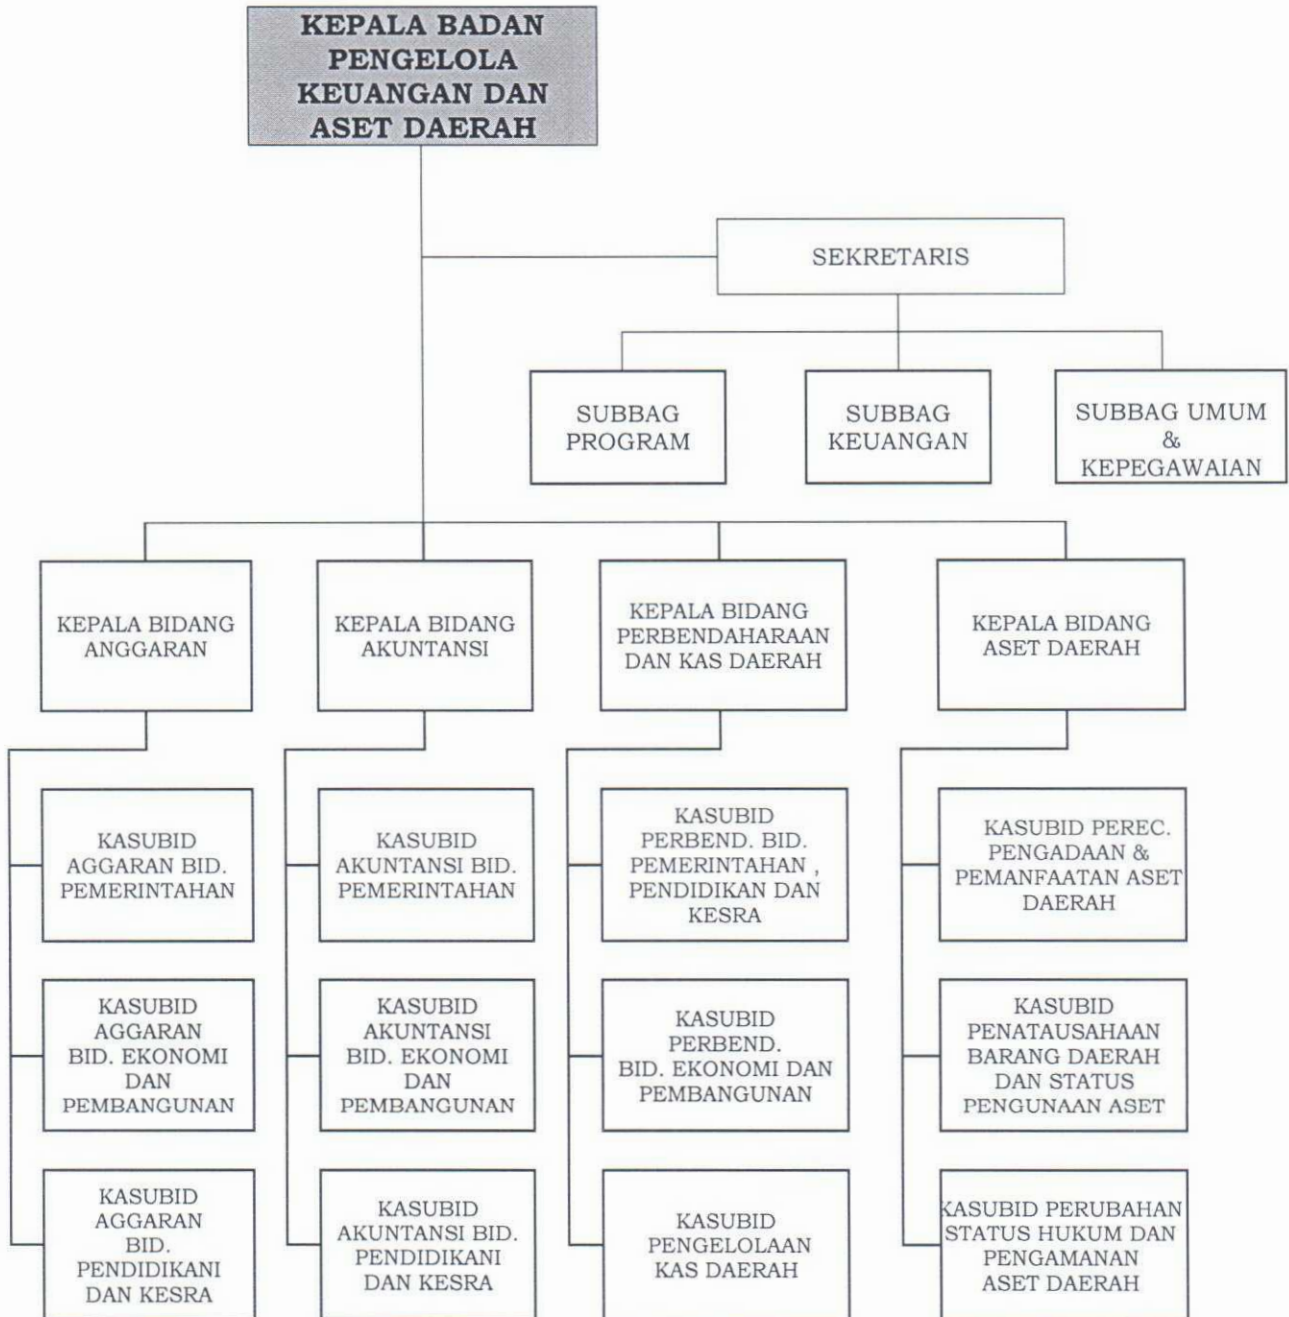 KEPALA BADAN
PENGELOLA
KEUANGAN DAN
ASET DAERAH
SEKRETARIS
SUBBAG
PROGRAM
SUBBAG
KEUANGAN
SUBBAG UMUM
&
KEPEGAWAIAN
KEPALA BIDANG
ANGGARAN
KEPALA BIDANG
AKUNTANSI
KEPALA BIDANG
PERBENDAHARAAN
DAN KAS DAERAH
KEPALA BIDANG
ASET DAERAH
KASUBID
AGGARAN BID.
PEMERINTAHAN
KASUBID
AKUNTANSI BID.
PEMERINTAHAN
KASUBID
PERBEND. BID.
PEMERINTAHAN ,
PENDIDIKAN DAN
KESRA
KASUBID PEREC.
PENGADAAN &
PEMANFAATAN ASET
DAERAH
KASUBID
AGGARAN
BID. EKONOMI
DAN
PEMBANGUNAN
KASUBID
AKUNTANSI
BID. EKONOMI
DAN
PEMBANGUNAN
KASUBID
PERBEND.
BID. EKONOMI DAN
PEMBANGUNAN
KASUBID
PENATAUSAHAAN
BARANG DAERAH
DAN STATUS
PENGUNAAN ASET
KASUBID
AGGARAN
BID.
PENDIDIKANI
DAN KESRA
KASUBID
AKUNTANSI BID.
PENDIDIKANI
DAN KESRA
KASUBID
PENGELOLAAN
KAS DAERAH
KASUBID PERUBAHAN
STATUS HUKUM DAN
PENGAMANAN
ASET DAERAH